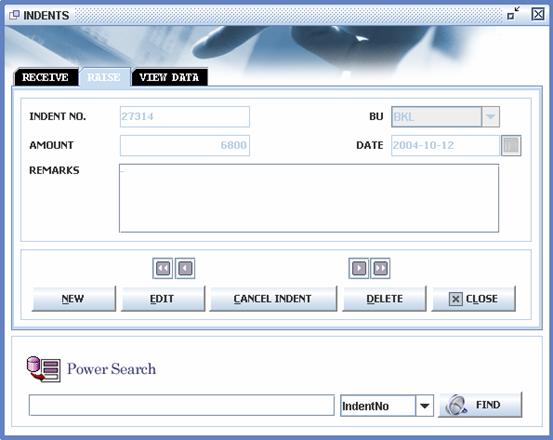 INDENTS
RECEIVE RAISE VIEW DATA
INDENT NO. 27314 BU BKL
AMOUNT 6800 DATE 2004-10-12
REMARKS -
NEW EDIT CANCEL INDENT DELETE CLOSE
Power Search
IndentNo FIND